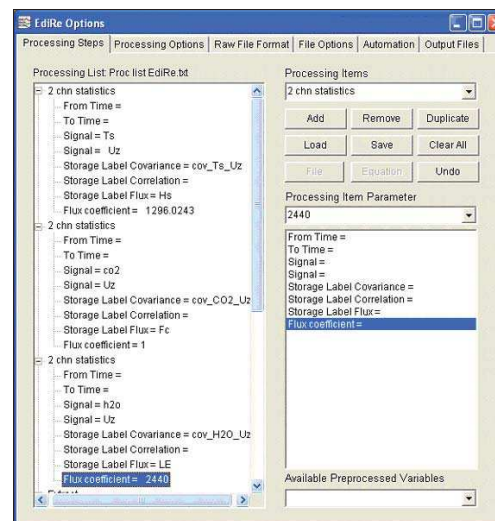 EdiRe Options
Processing Steps
Processing Options
Raw File Format
File Options
Automation
Output Files
Processing List: Proc list EdiRe.txt
2 chn statistics
From Time =
To Time =
Signal = Ts
Signal = Uz
Storage Label Covariance = cov_Ts_Uz
Storage Label Correlation =
Storage Label Flux = Hs
Flux coefficient = 1296.0243
2 chn statistics
From Time =
To Time =
Signal = co2
Signal = Uz
Storage Label Covariance = cov_CO2_Uz
Storage Label Correlation =
Storage Label Flux = Fc
Flux coefficient = 1
2 chn statistics
From Time =
To Time =
Signal = h2o
Signal = Uz
Storage Label Covariance = cov_H2O_Uz
Storage Label Correlation =
Storage Label Flux = LE
Flux coefficient = 2440
Processing Items
2 chn statistics
Add
Remove
Duplicate
Load
Save
Clear All
File
Equation
Undo
Processing Item Parameter
2440
From Time =
To Time =
Signal =
Signal =
Storage Label Covariance =
Storage Label Correlation =
Storage Label Flux =
Flux coefficient =
Available Preprocessed Variables